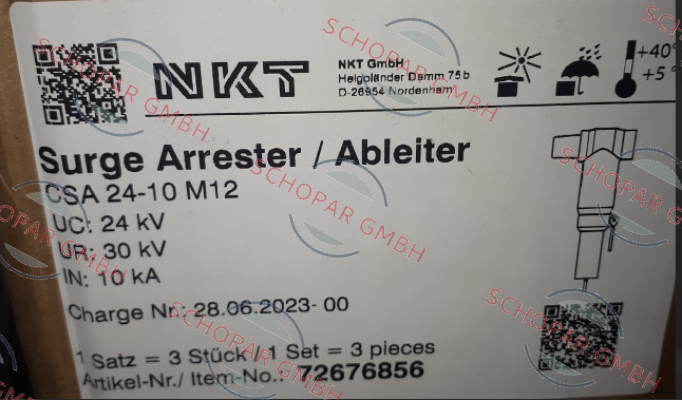 NKT
NKT GmbH
Helgoländer Damm 75b
D-26954 Nordenham
+40°
+5°
Surge Arrester / Ableiter
CSA 24-10 M12
UC: 24 kV
UR: 30 kV
IN: 10 kA
Charge Nr.: 28.06.2023- 00
1 Satz = 3 Stück / 1 Set = 3 pieces
Artikel-Nr./ Item-No.: 72676856
SCHOPAR GMBH
SCHOPAR GMBH
SCHOPAR GMBH
SCHOPAR GMBH
SCHOPAR GMBH